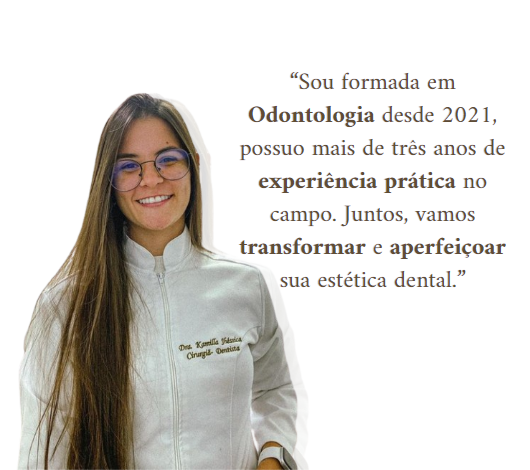 “Sou formada em
Odontologia desde 2021,
possuo mais de três anos de
experiência prática no
campo. Juntos, vamos
transformar e aperfeiçoar
sua estética dental.”
Dra. Kamilla
Cirurgiã- Dentista